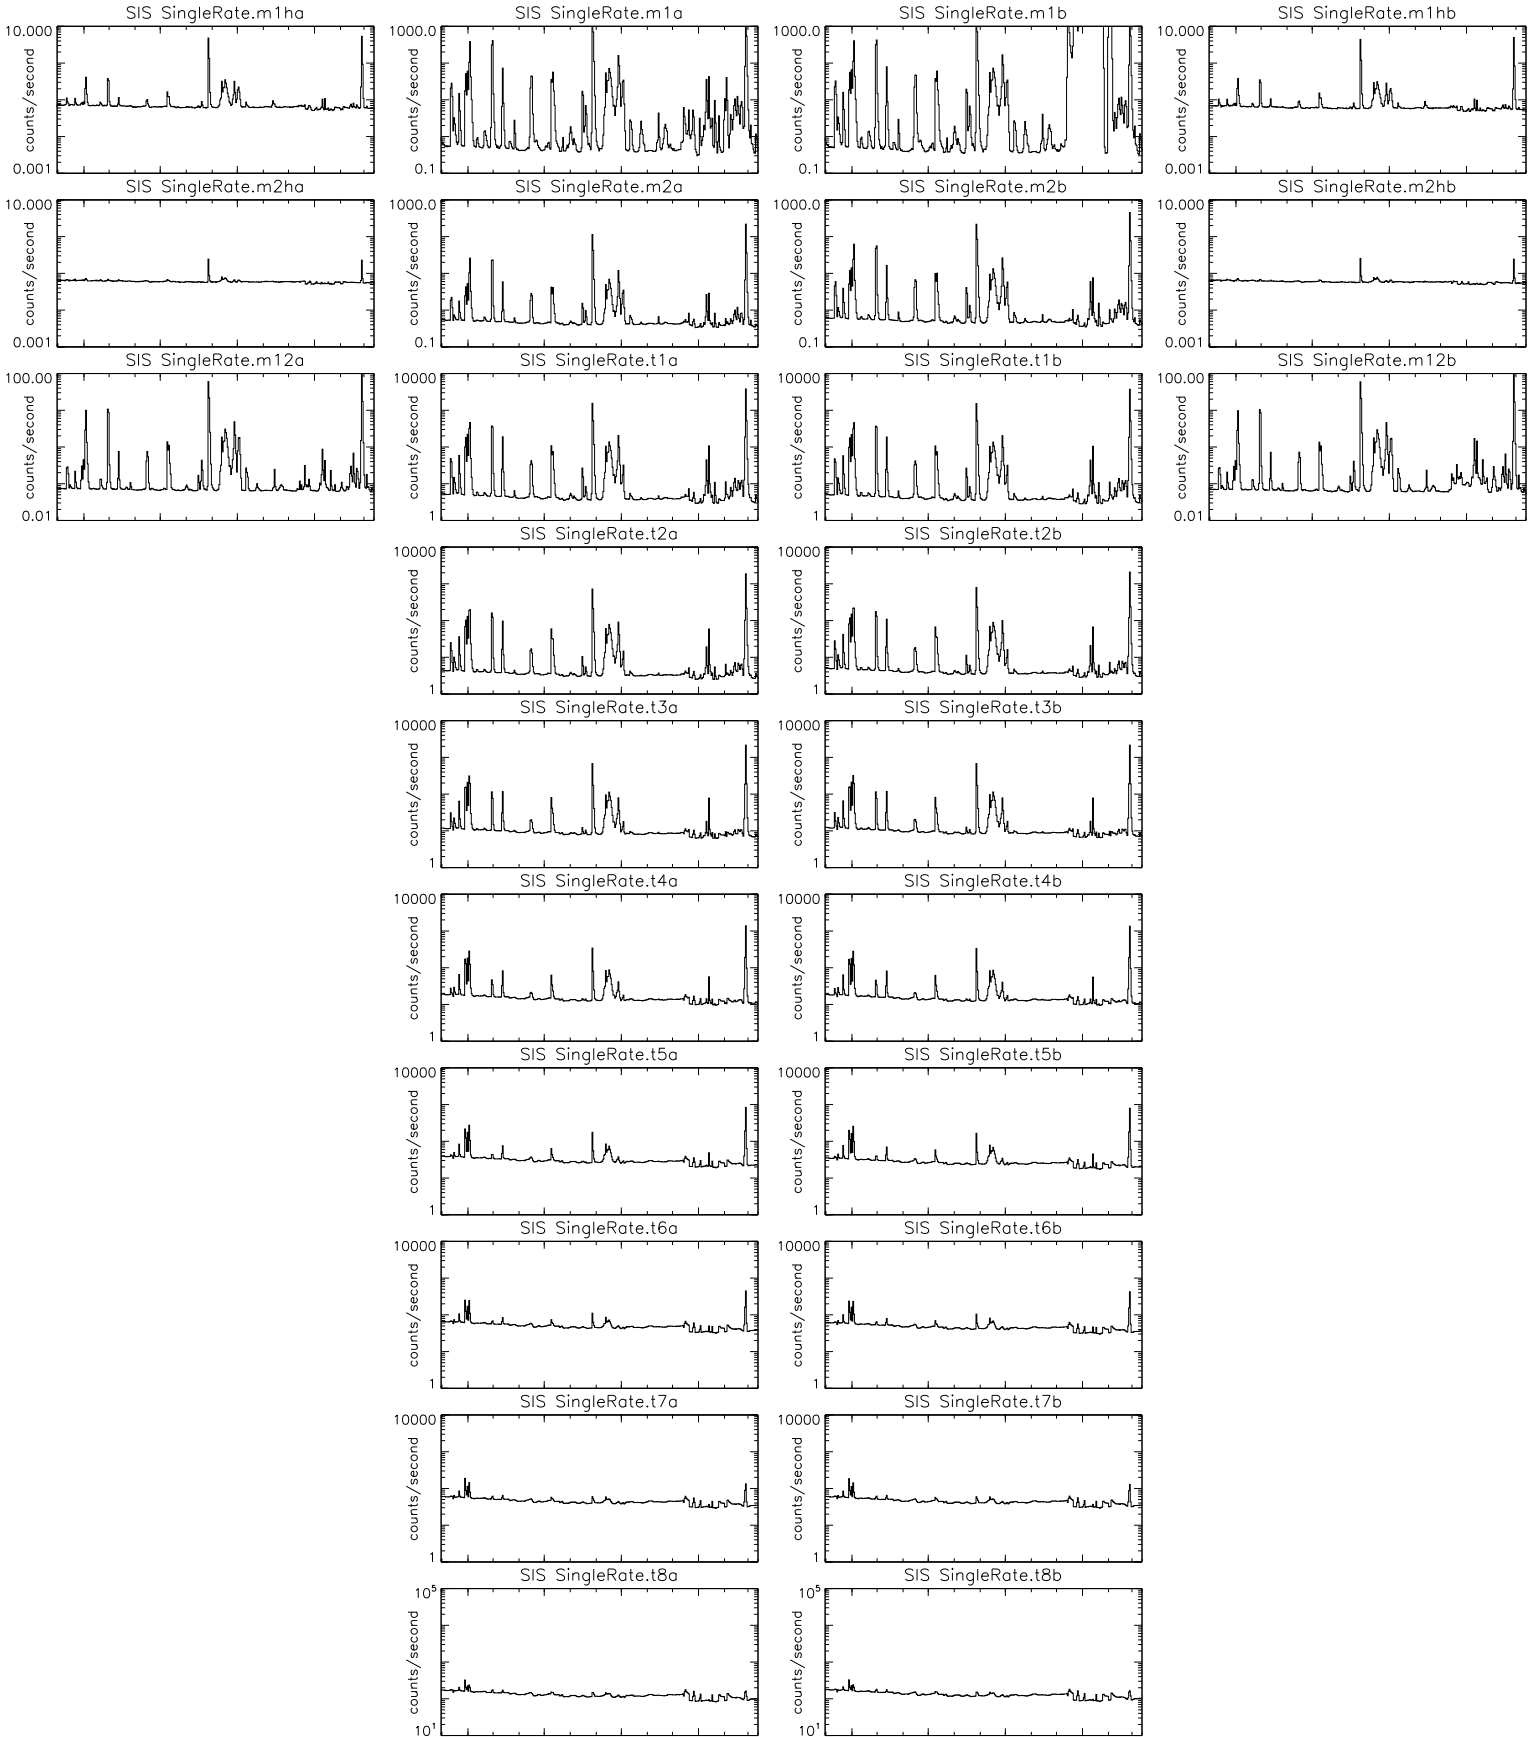 SIS SingleRate.m1ha
10.000
counts/second
0.001
SIS SingleRate.m1a
1000.0
counts/second
0.1
SIS SingleRate.m1b
1000.0
counts/second
0.1
SIS SingleRate.m1hb
10.000
counts/second
0.001
SIS SingleRate.m2ha
10.000
counts/second
0.001
SIS SingleRate.m2a
1000.0
counts/second
0.1
SIS SingleRate.m2b
1000.0
counts/second
0.1
SIS SingleRate.m2hb
10.000
counts/second
0.001
SIS SingleRate.m12a
100.00
counts/second
0.01
SIS SingleRate.t1a
10000
counts/second
1
SIS SingleRate.t1b
10000
counts/second
1
SIS SingleRate.m12b
100.00
counts/second
0.01
SIS SingleRate.t2a
10000
counts/second
1
SIS SingleRate.t2b
10000
counts/second
1
SIS SingleRate.t3a
10000
counts/second
1
SIS SingleRate.t3b
10000
counts/second
1
SIS SingleRate.t4a
10000
counts/second
1
SIS SingleRate.t4b
10000
counts/second
1
SIS SingleRate.t5a
10000
counts/second
1
SIS SingleRate.t5b
10000
counts/second
1
SIS SingleRate.t6a
10000
counts/second
1
SIS SingleRate.t6b
10000
counts/second
1
SIS SingleRate.t7a
10000
counts/second
1
SIS SingleRate.t7b
10000
counts/second
1
SIS SingleRate.t8a
10⁵
counts/second
10¹
SIS SingleRate.t8b
10⁵
counts/second
10¹